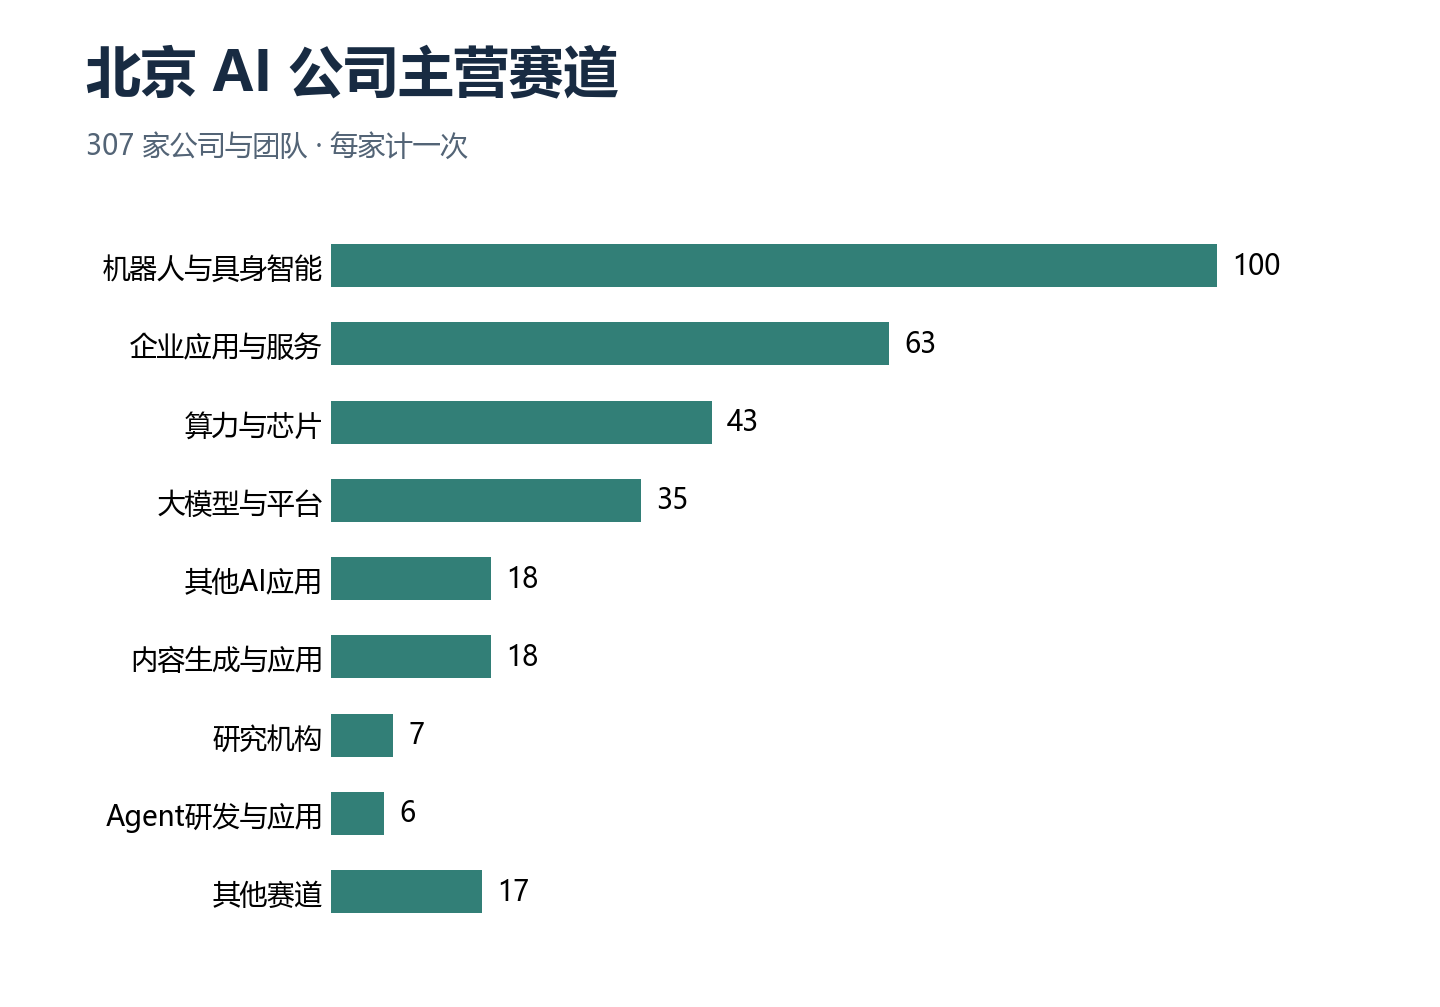 北京 AI 公司主营赛道
307 家公司与团队 · 每家计一次
机器人与具身智能 100
企业应用与服务 63
算力与芯片 43
大模型与平台 35
其他AI应用 18
内容生成与应用 18
研究机构 7
Agent研发与应用 6
其他赛道 17